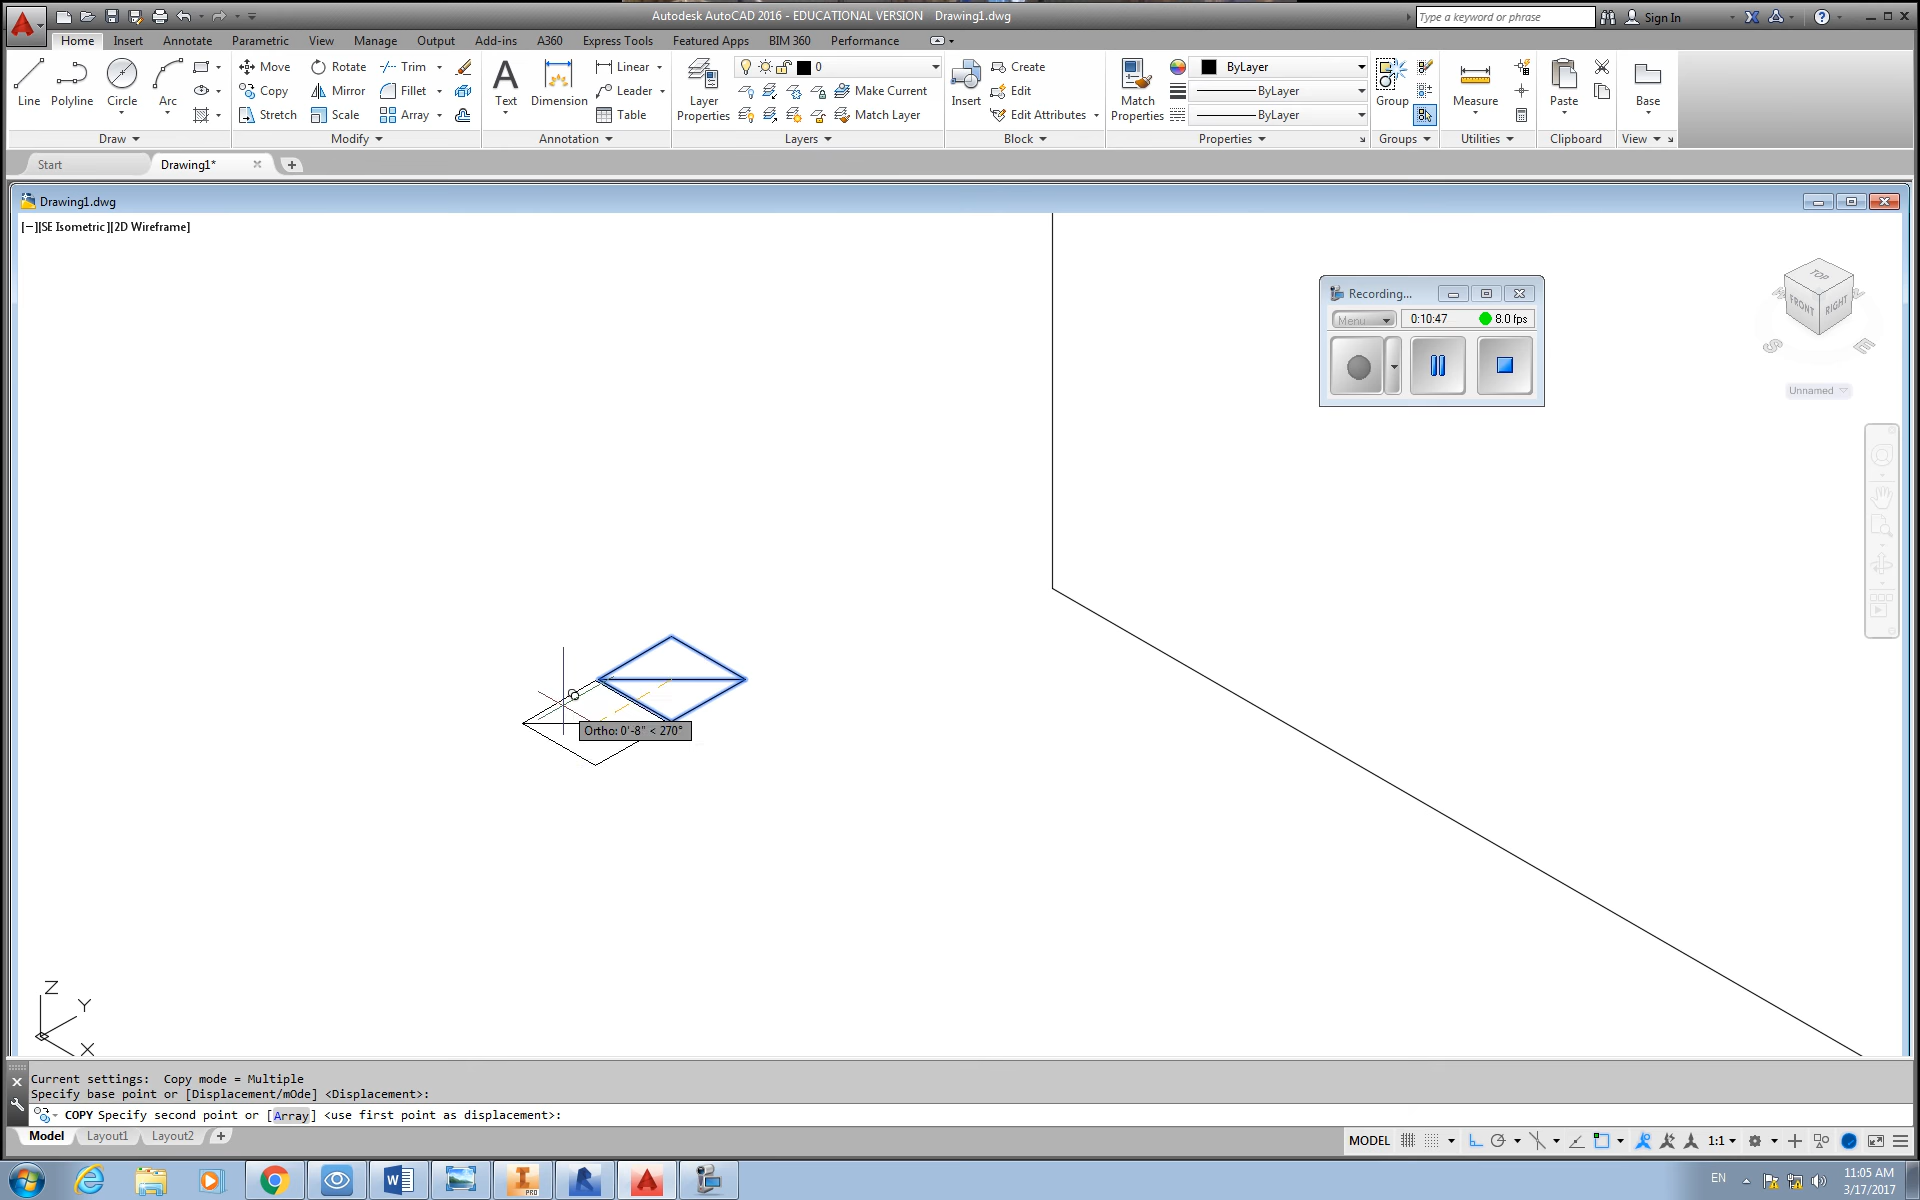 Autodesk AutoCAD 2016 - EDUCATIONAL VERSION Drawing1.dwg
Type a keyword or phrase
Sign In
Home Insert Annotate Parametric View Manage Output Add-ins A360 Express Tools Featured Apps BIM 360 Performance
Line Polyline Circle Arc
Move Rotate Trim
Copy Mirror Fillet
Stretch Scale Array
Text Dimension
Linear
Leader
Table
Layer Properties
0
Make Current
Match Layer
Insert
Create
Edit
Edit Attributes
Match Properties
ByLayer
ByLayer
ByLayer
Group
Measure
Paste
Base
Draw Modify Annotation Layers Block Properties Groups Utilities Clipboard View
Start Drawing1*
Drawing1.dwg
[−][SE Isometric][2D Wireframe]
TOP
FRONT RIGHT
S E
Unnamed
Recording...
Menu 0:10:47 8.0 fps
Ortho: 0'-8" < 270°
Z
Y
X
Current settings: Copy mode = Multiple
Specify base point or [Displacement/mOde] <Displacement>:
COPY Specify second point or [Array] <use first point as displacement>:
Model Layout1 Layout2
MODEL 1:1
W I PRO R A
EN
11:05 AM
3/17/2017